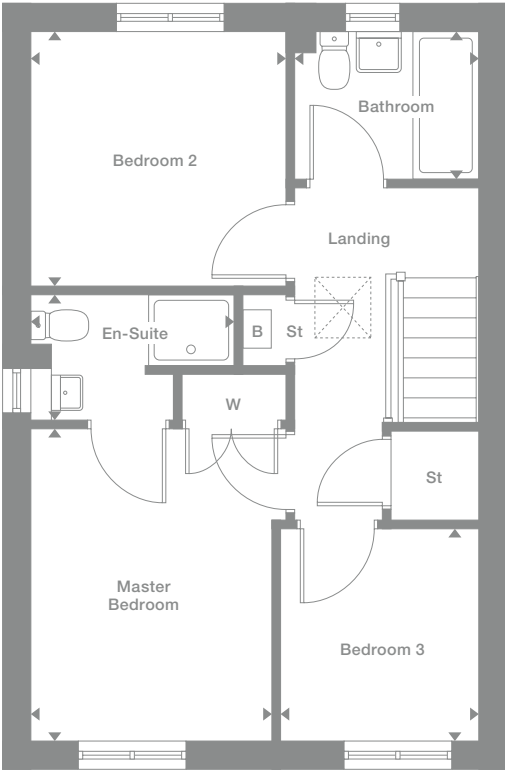 Bathroom
Bedroom 2
Landing
En-Suite
B
St
W
St
Master
Bedroom
Bedroom 3